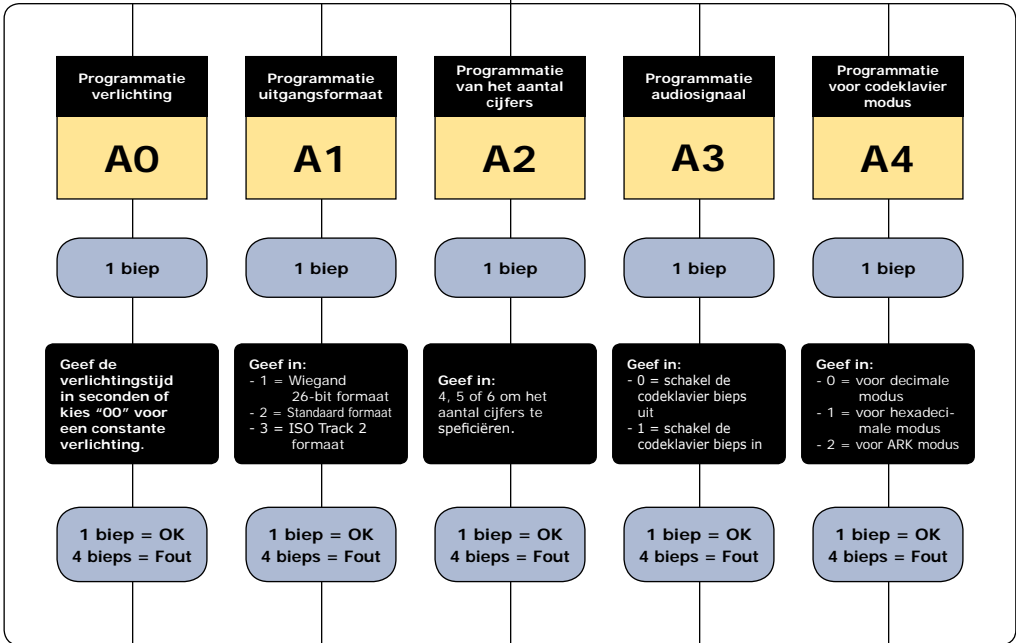 Programmatie
verlichting
A0
1 biep
Geef de
verlichtingstijd
in seconden of
kies “00” voor
een constante
verlichting.
1 biep = OK
4 bieps = Fout
Programmatie
uitgangsformaat
A1
1 biep
Geef in:
- 1 = Wiegand
26-bit formaat
- 2 = Standaard formaat
- 3 = ISO Track 2
formaat
1 biep = OK
4 bieps = Fout
Programmatie
van het aantal
cijfers
A2
1 biep
Geef in:
4, 5 of 6 om het
aantal cijfers te
speficiëren.
1 biep = OK
4 bieps = Fout
Programmatie
audiosignaal
A3
1 biep
Geef in:
- 0 = schakel de
codeklavier bieps
uit
- 1 = schakel de
codeklavier bieps in
1 biep = OK
4 bieps = Fout
Programmatie
voor codeklavier
modus
A4
1 biep
Geef in:
- 0 = voor decimale
modus
- 1 = voor hexadeci-
male modus
- 2 = voor ARK modus
1 biep = OK
4 bieps = Fout